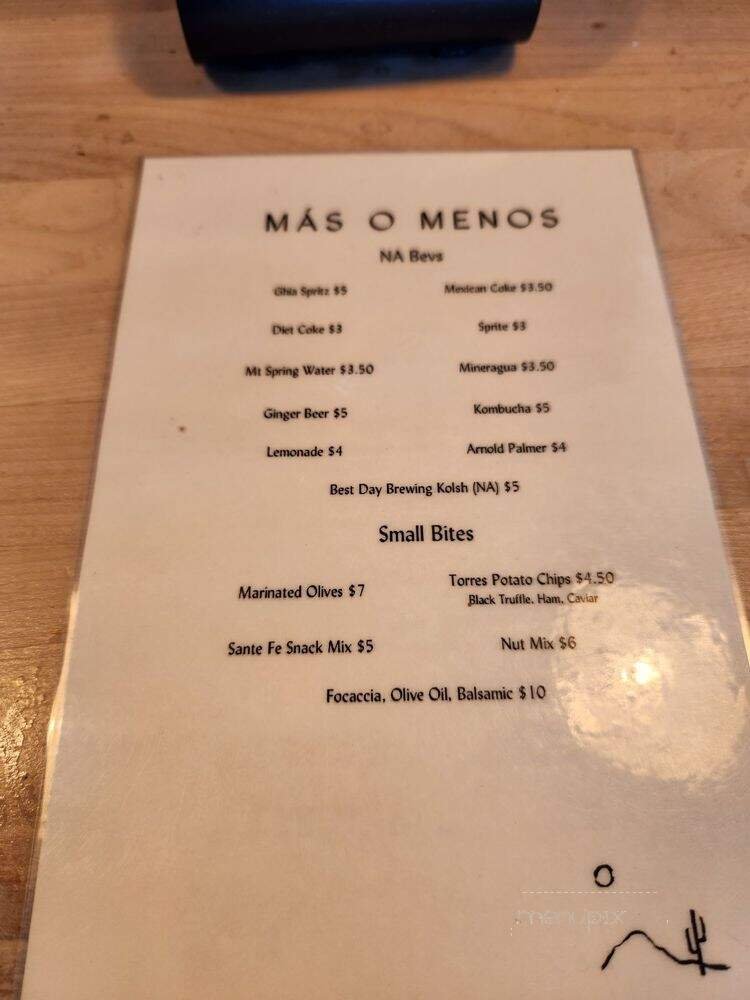 MÁS O MENOS
NA Bevs
Ghia Spritz $5
Mexican Coke $3.50
Diet Coke $3
Sprite $3
Mt Spring Water $3.50
Mineragua $3.50
Ginger Beer $5
Kombucha $5
Lemonade $4
Arnold Palmer $4
Best Day Brewing Kolsh (NA) $5
Small Bites
Marinated Olives $7
Torres Potato Chips $4.50
Black Truffle, Ham, Caviar
Sante Fe Snack Mix $5
Nut Mix $6
Focaccia, Olive Oil, Balsamic $10
menupix